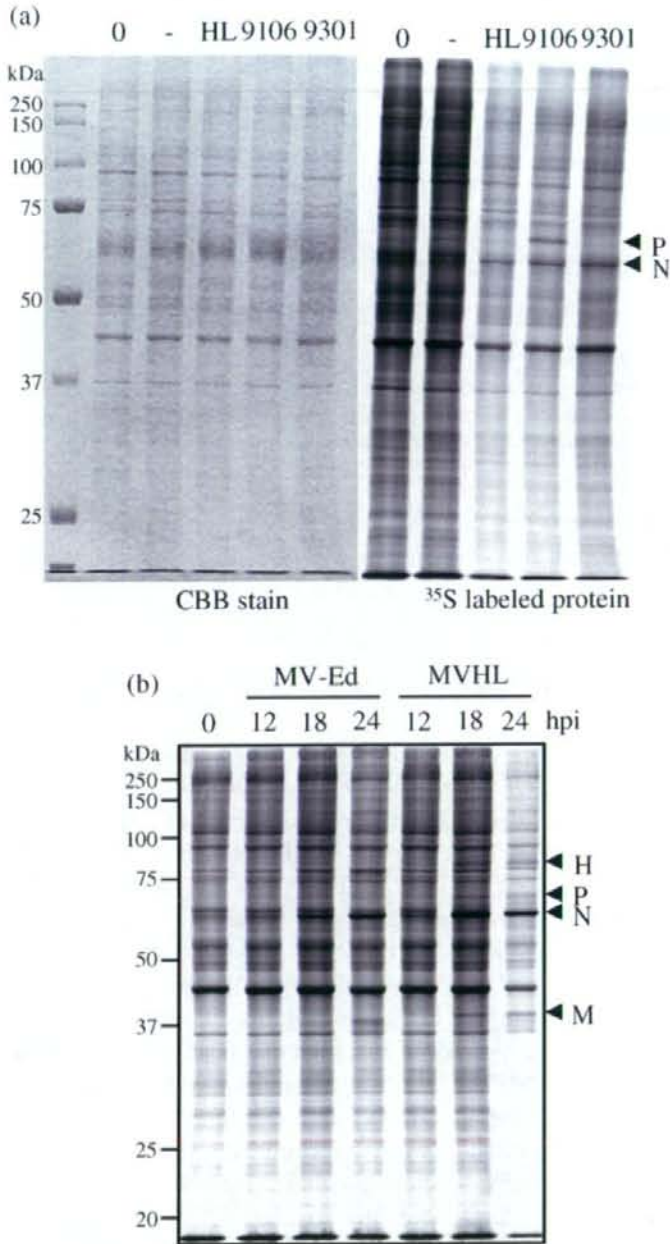 (a)
0 - HL 9106 9301 0 - HL 9106 9301
kDa
250
150
100
75
50
37
25
P
N
CBB stain
³⁵S labeled protein
(b)
MV-Ed MVHL
0 12 18 24 12 18 24 hpi
kDa
250
150
100
75
50
37
25
20
H
P
N
M